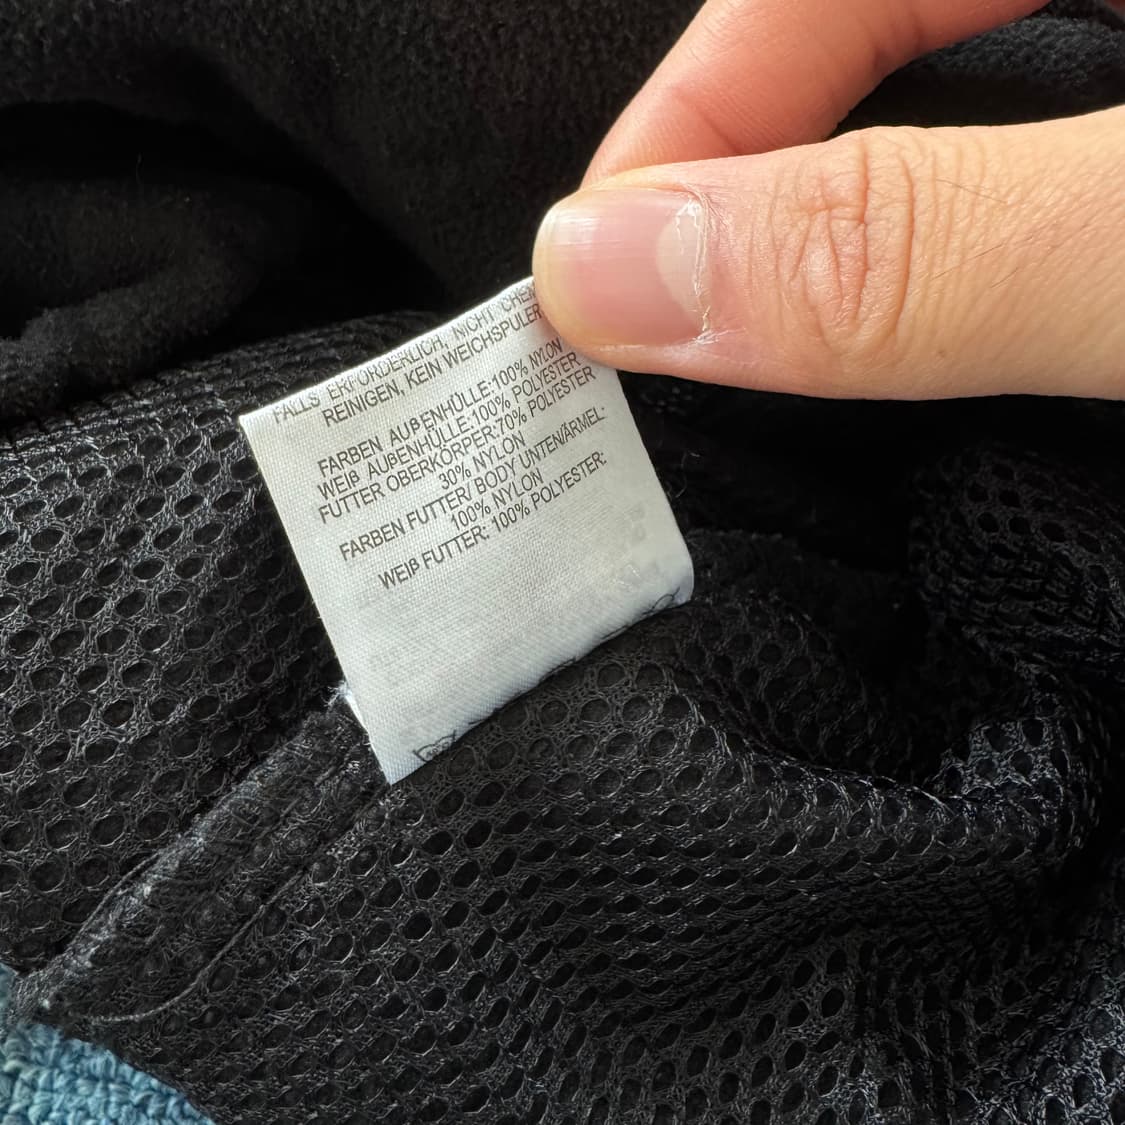 FALLS ERFORDERLICH, NICHT CHEM
REINIGEN, KEIN WEICHSPÜLER
FARBEN AUßENHÜLLE:100% NYLON
WEIß AUßENHÜLLE:100% POLYESTER
FUTTER OBERKÖRPER:70% POLYESTER
30% NYLON
FARBEN FUTTER/ BODY UNTEN/ÄRMEL:
100% NYLON
WEIß FUTTER: 100% POLYESTER: